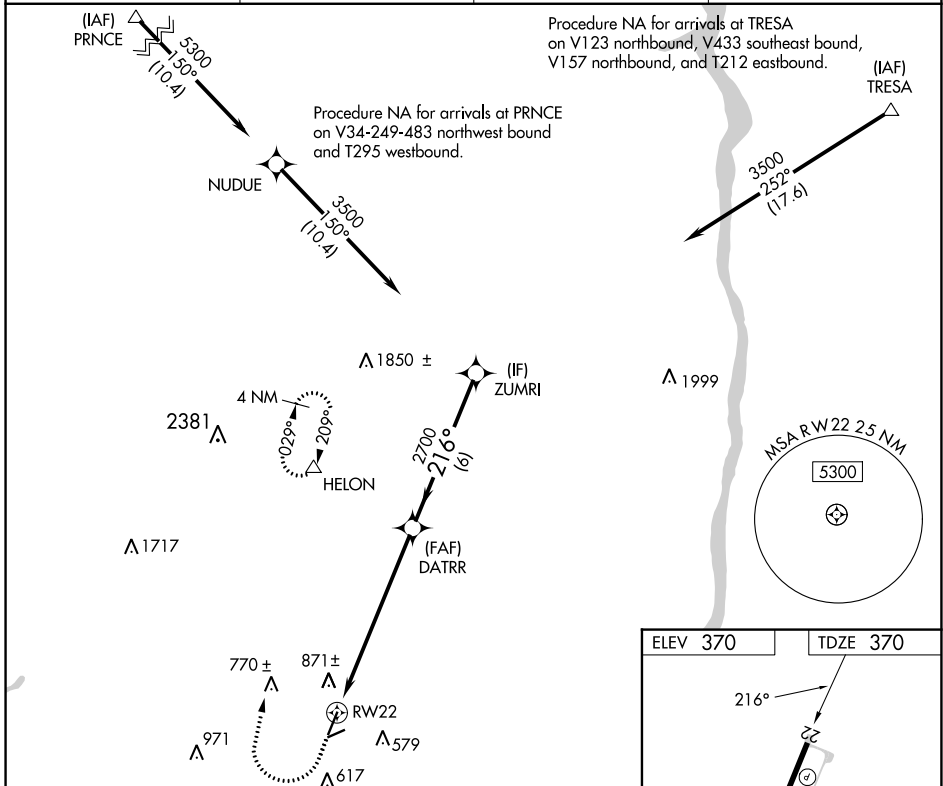 (IAF)
PRNCE
5300
150°
(10.4)
Procedure NA for arrivals at TRESA
on V123 northbound, V433 southeast bound,
V157 northbound, and T212 eastbound.
(IAF)
TRESA
Procedure NA for arrivals at PRNCE
on V34-249-483 northwest bound
and T295 westbound.
NUDUE
3500
150°
(10.4)
3500
252°
(17.6)
1850 ±
(IF)
ZUMRI
1999
4 NM
2381
029°
209°
HELON
2700
216°
(6)
MSA RW22 25 NM
5300
1717
(FAF)
DATRR
ELEV 370
TDZE 370
770 ±
871±
216°
RW22
22
971
579
P
617